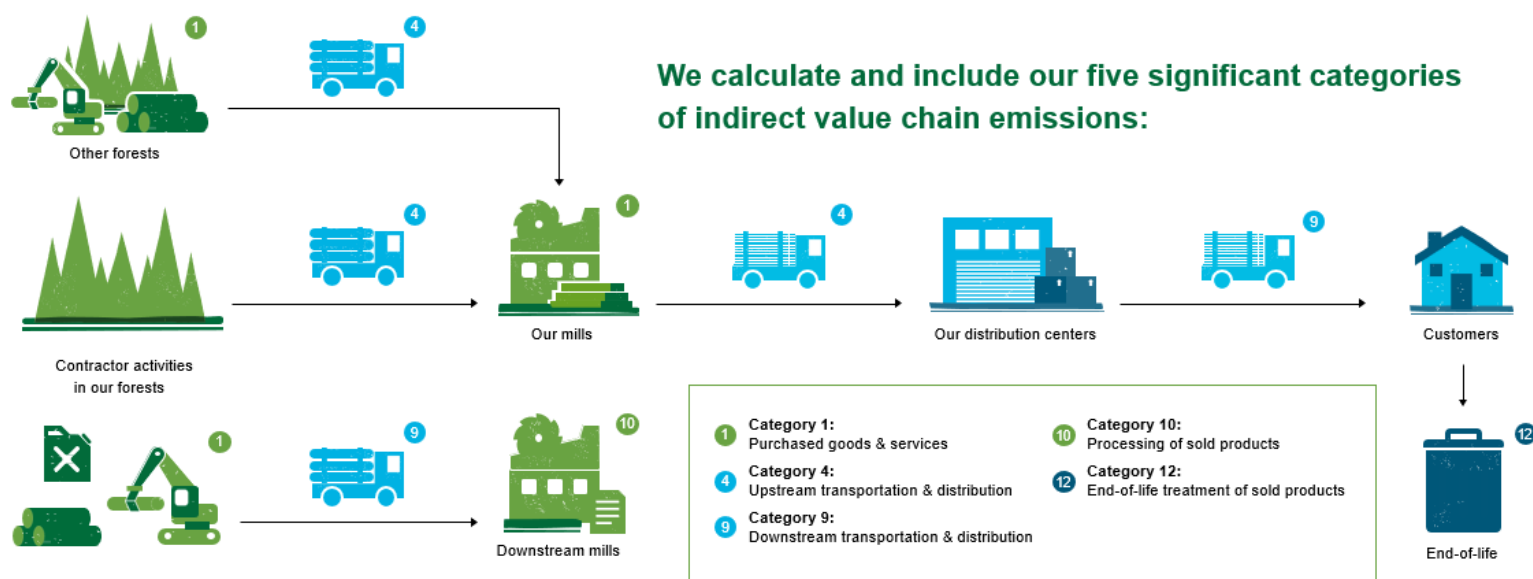 1
4
We calculate and include our five significant categories
of indirect value chain emissions:
Other forests
4
1
4
9
Our mills
Our distribution centers
Customers
Contractor activities
in our forests
1
9
10
Downstream mills
1 Category 1:
Purchased goods & services
4 Category 4:
Upstream transportation & distribution
9 Category 9:
Downstream transportation & distribution
10 Category 10:
Processing of sold products
12 Category 12:
End-of-life treatment of sold products
12
End-of-life